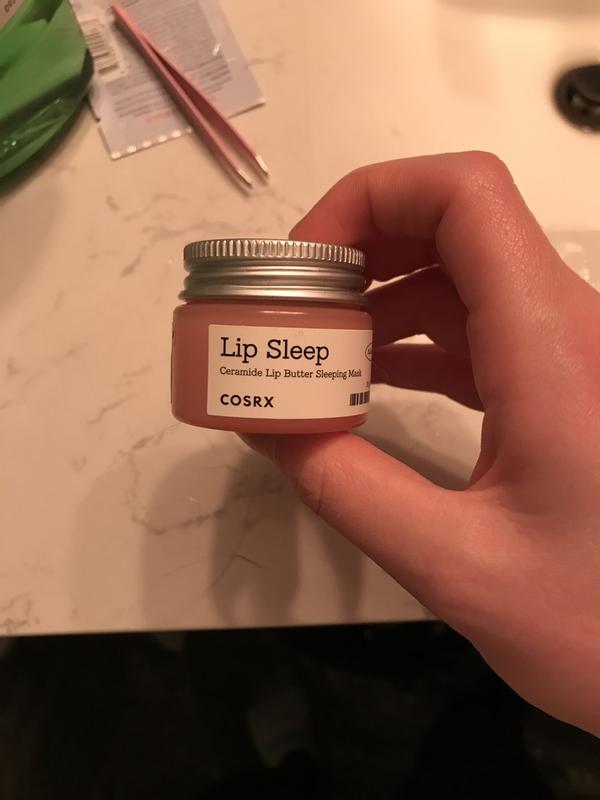 Lip Sleep
Ceramide Lip Butter Sleeping Mask
COSRX